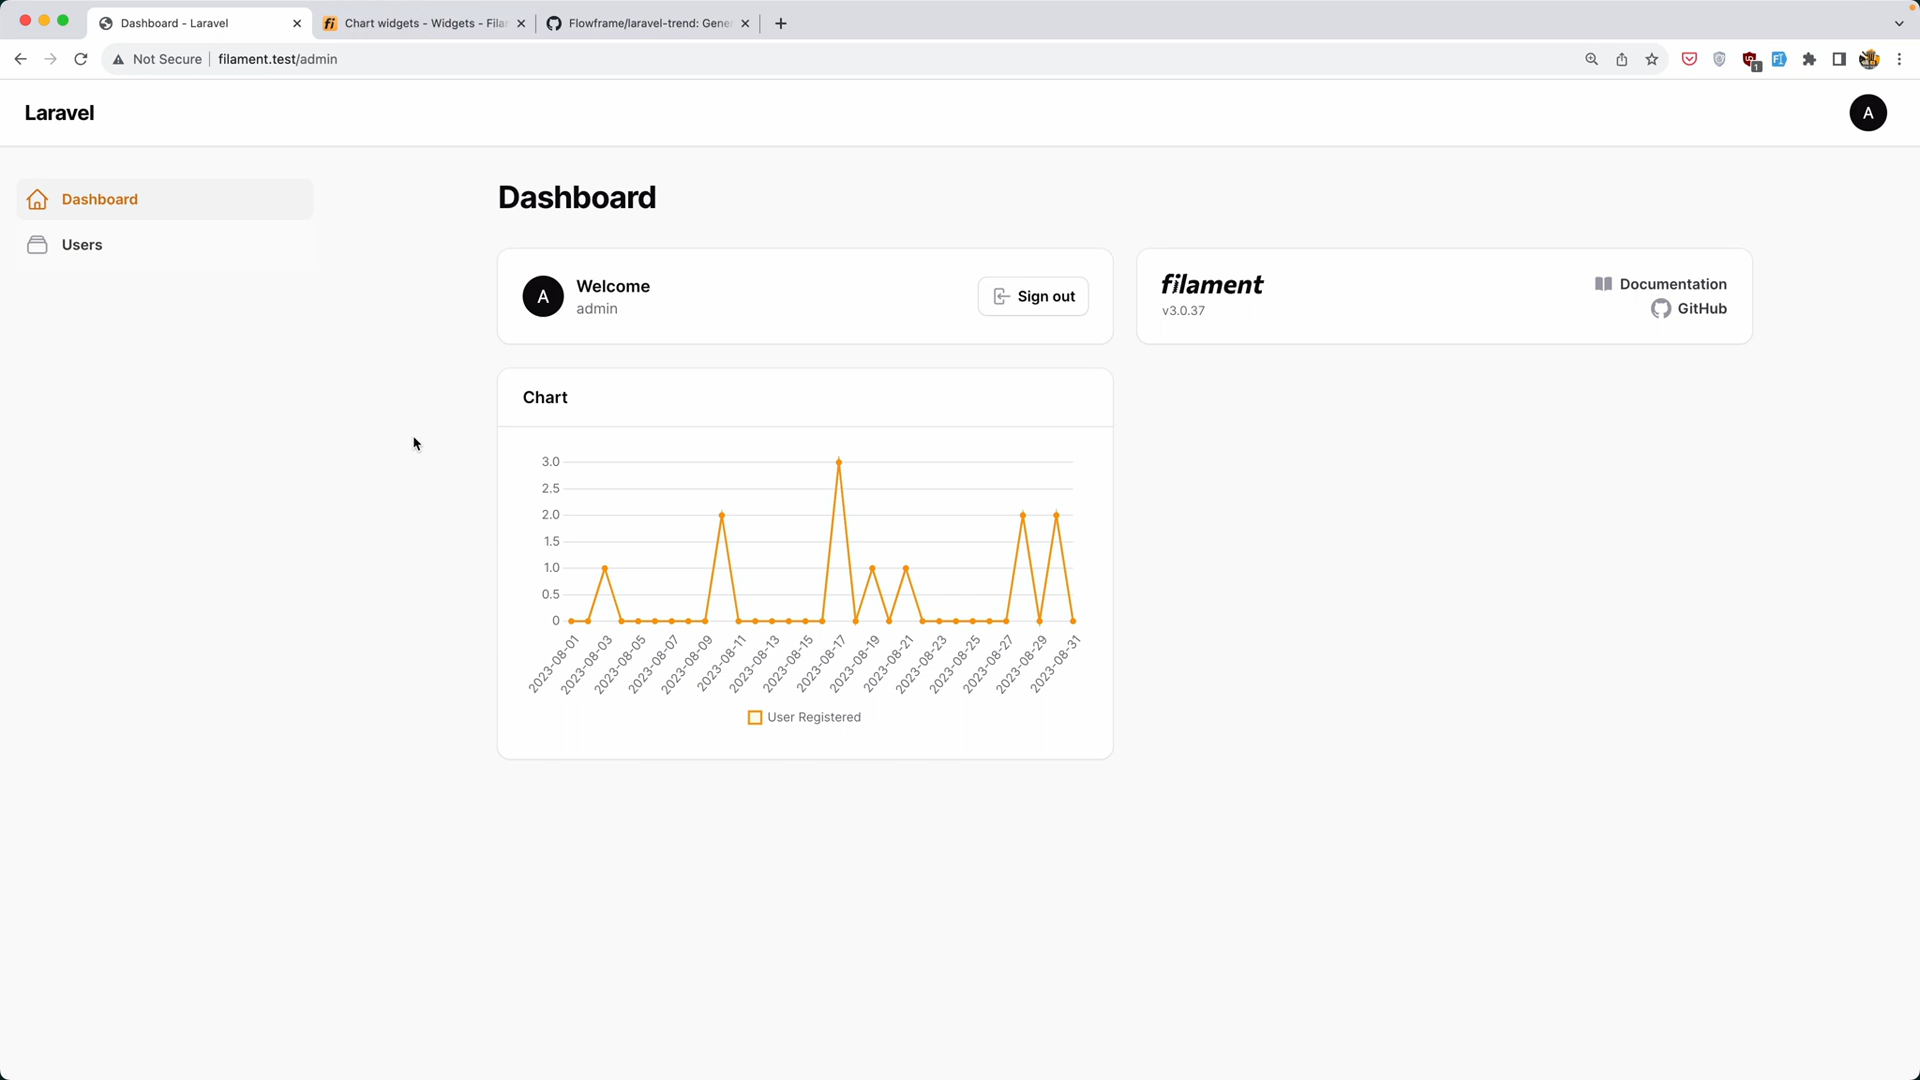 Dashboard - Laravel
Chart widgets - Widgets - Fila
Flowframe/laravel-trend: Gene
Not Secure
filament.test/admin
1
Laravel
A
Dashboard
Users
Dashboard
A
Welcome
admin
Sign out
filament
v3.0.37
Documentation
GitHub
Chart
3.0
2.5
2.0
1.5
1.0
0.5
0
2023-08-01
2023-08-03
2023-08-05
2023-08-07
2023-08-09
2023-08-11
2023-08-13
2023-08-15
2023-08-17
2023-08-19
2023-08-21
2023-08-23
2023-08-25
2023-08-27
2023-08-29
2023-08-31
User Registered